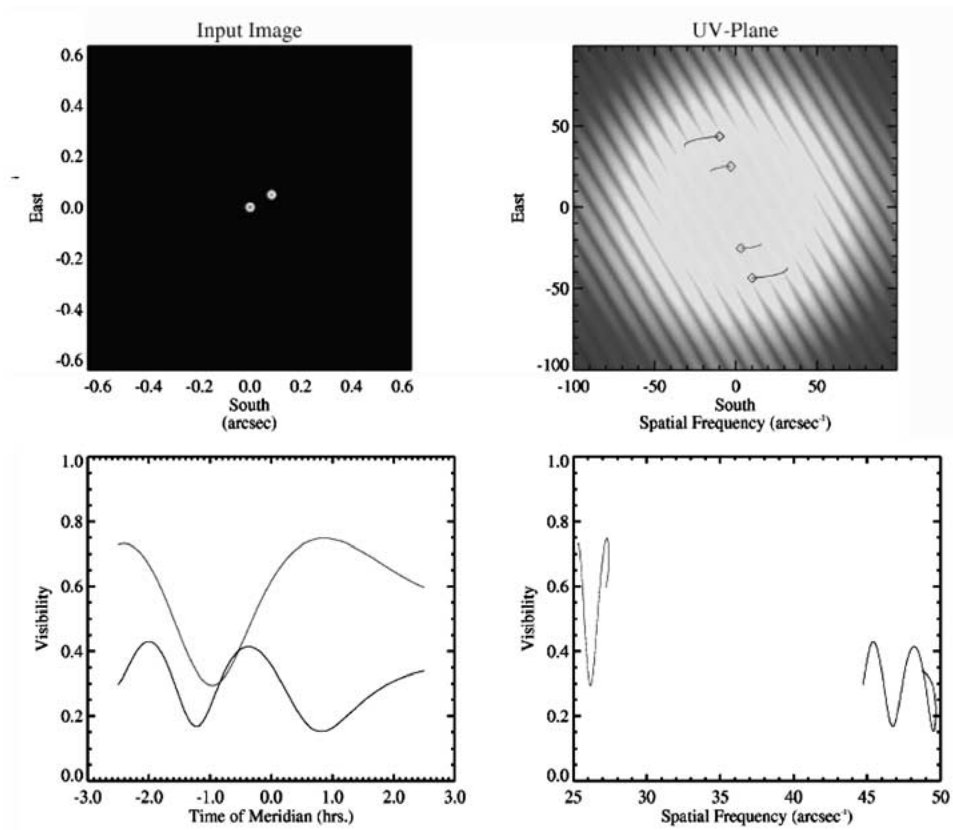 Input Image
UV-Plane
0.6
0.4
0.2
0.0
-0.2
-0.4
-0.6
East
-0.6 -0.4 -0.2 0.0 0.2 0.4 0.6
South
(arcsec)
50
0
-50
-100
East
-100 -50 0 50
South
Spatial Frequency (arcsec⁻¹)
1.0
0.8
0.6
0.4
0.2
0.0
Visibility
-3.0 -2.0 -1.0 0.0 1.0 2.0 3.0
Time of Meridian (hrs.)
1.0
0.8
0.6
0.4
0.2
0.0
Visibility
25 30 35 40 45 50
Spatial Frequency (arcsec⁻¹)